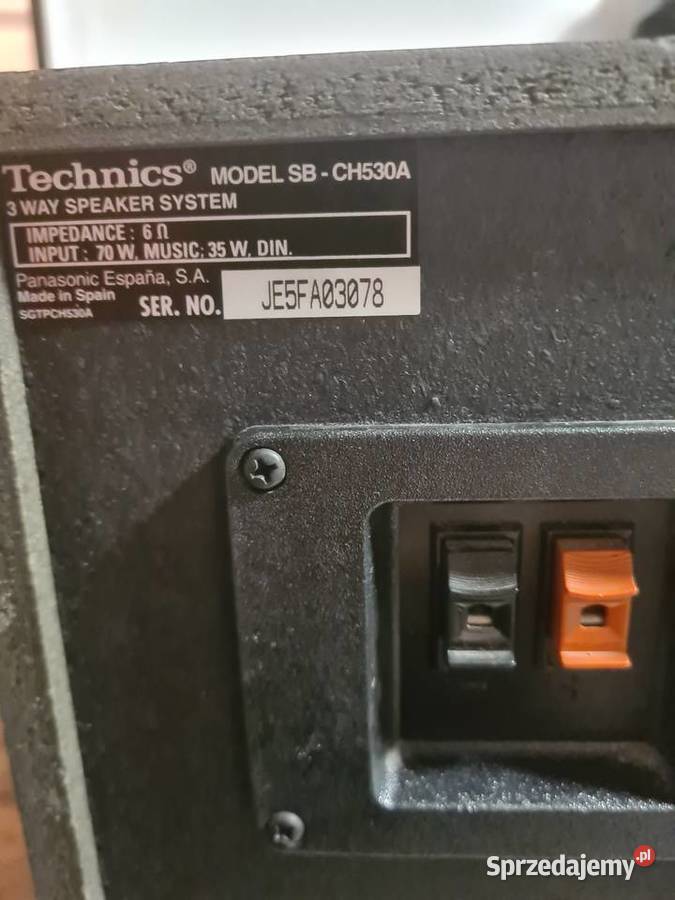 Technics® MODEL SB - CH530A
3 WAY SPEAKER SYSTEM
IMPEDANCE : 6 Ω
INPUT : 70 W, MUSIC; 35 W, DIN.
Panasonic España, S.A.
Made in Spain
SGTPCH530A
SER. NO. JE5FA03078
Sprzedajemy.pl